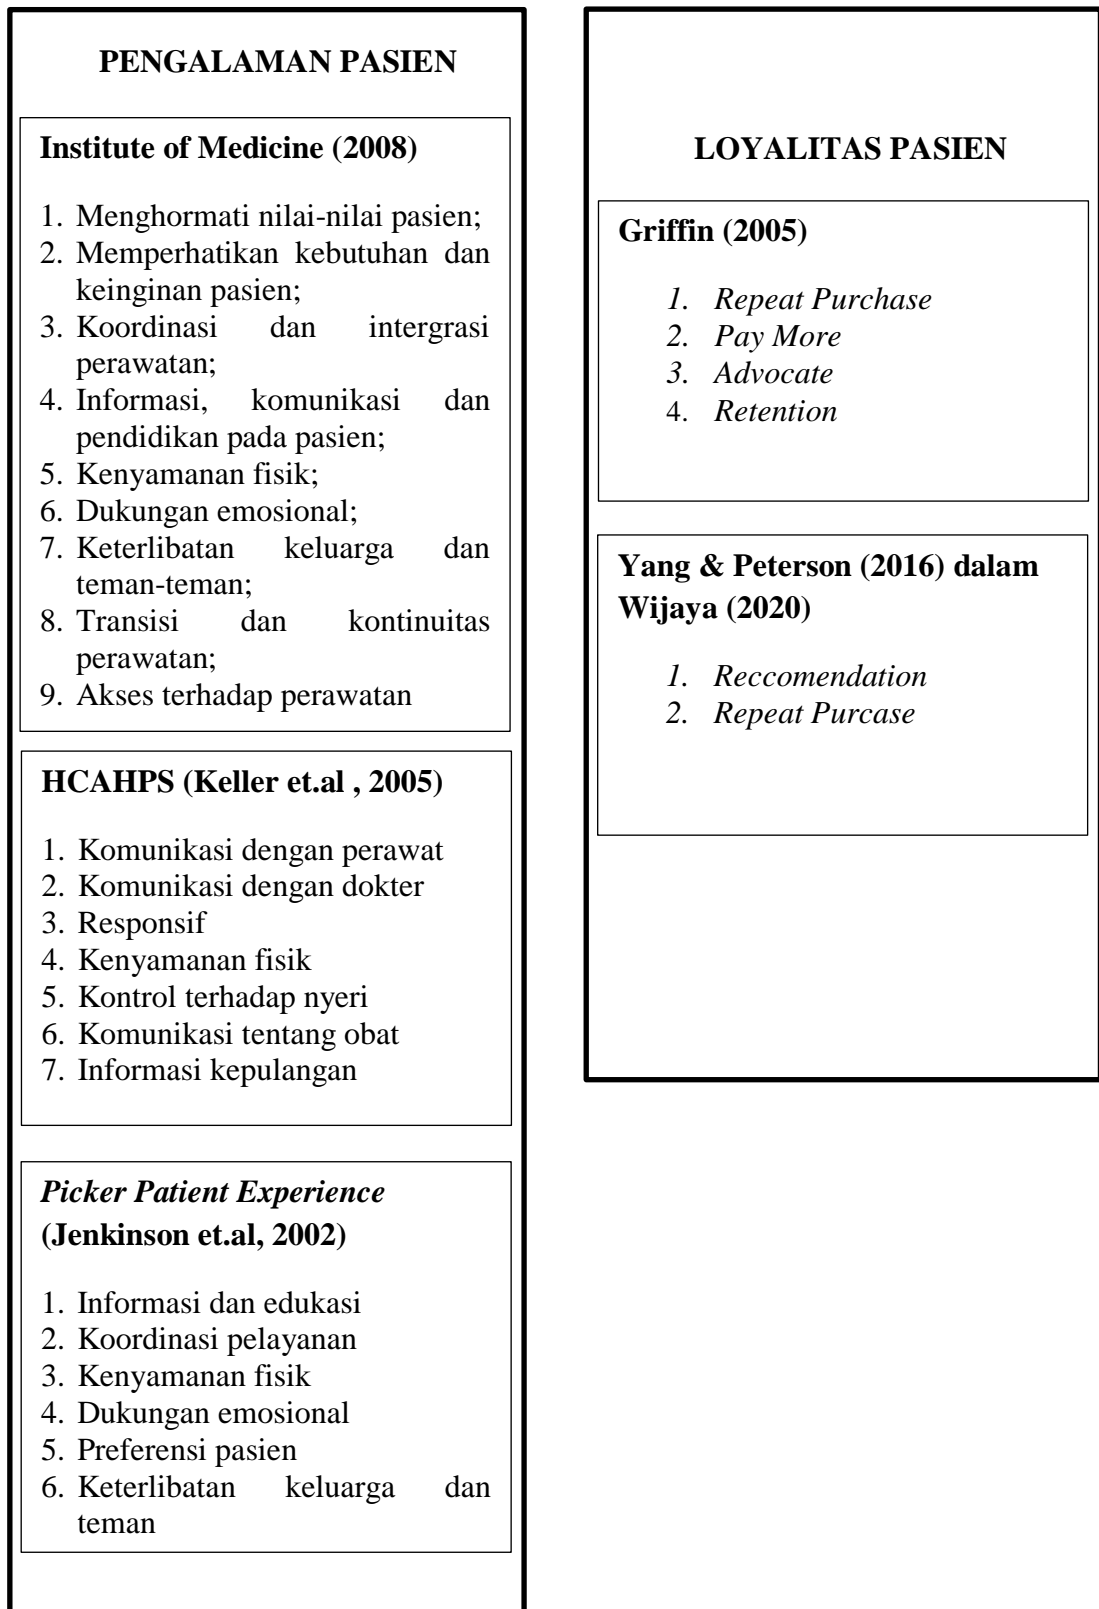 PENGALAMAN PASIEN
Institute of Medicine (2008)
1. Menghormati nilai-nilai pasien;
2. Memperhatikan kebutuhan dan
keinginan pasien;
3. Koordinasi dan intergrasi
perawatan;
4. Informasi, komunikasi dan
pendidikan pada pasien;
5. Kenyamanan fisik;
6. Dukungan emosional;
7. Keterlibatan keluarga dan
teman-teman;
8. Transisi dan kontinuitas
perawatan;
9. Akses terhadap perawatan
HCAHPS (Keller et.al , 2005)
1. Komunikasi dengan perawat
2. Komunikasi dengan dokter
3. Responsif
4. Kenyamanan fisik
5. Kontrol terhadap nyeri
6. Komunikasi tentang obat
7. Informasi kepulangan
Picker Patient Experience
(Jenkinson et.al, 2002)
1. Informasi dan edukasi
2. Koordinasi pelayanan
3. Kenyamanan fisik
4. Dukungan emosional
5. Preferensi pasien
6. Keterlibatan keluarga dan
teman
LOYALITAS PASIEN
Griffin (2005)
1. Repeat Purchase
2. Pay More
3. Advocate
4. Retention
Yang & Peterson (2016) dalam
Wijaya (2020)
1. Reccomendation
2. Repeat Purcase